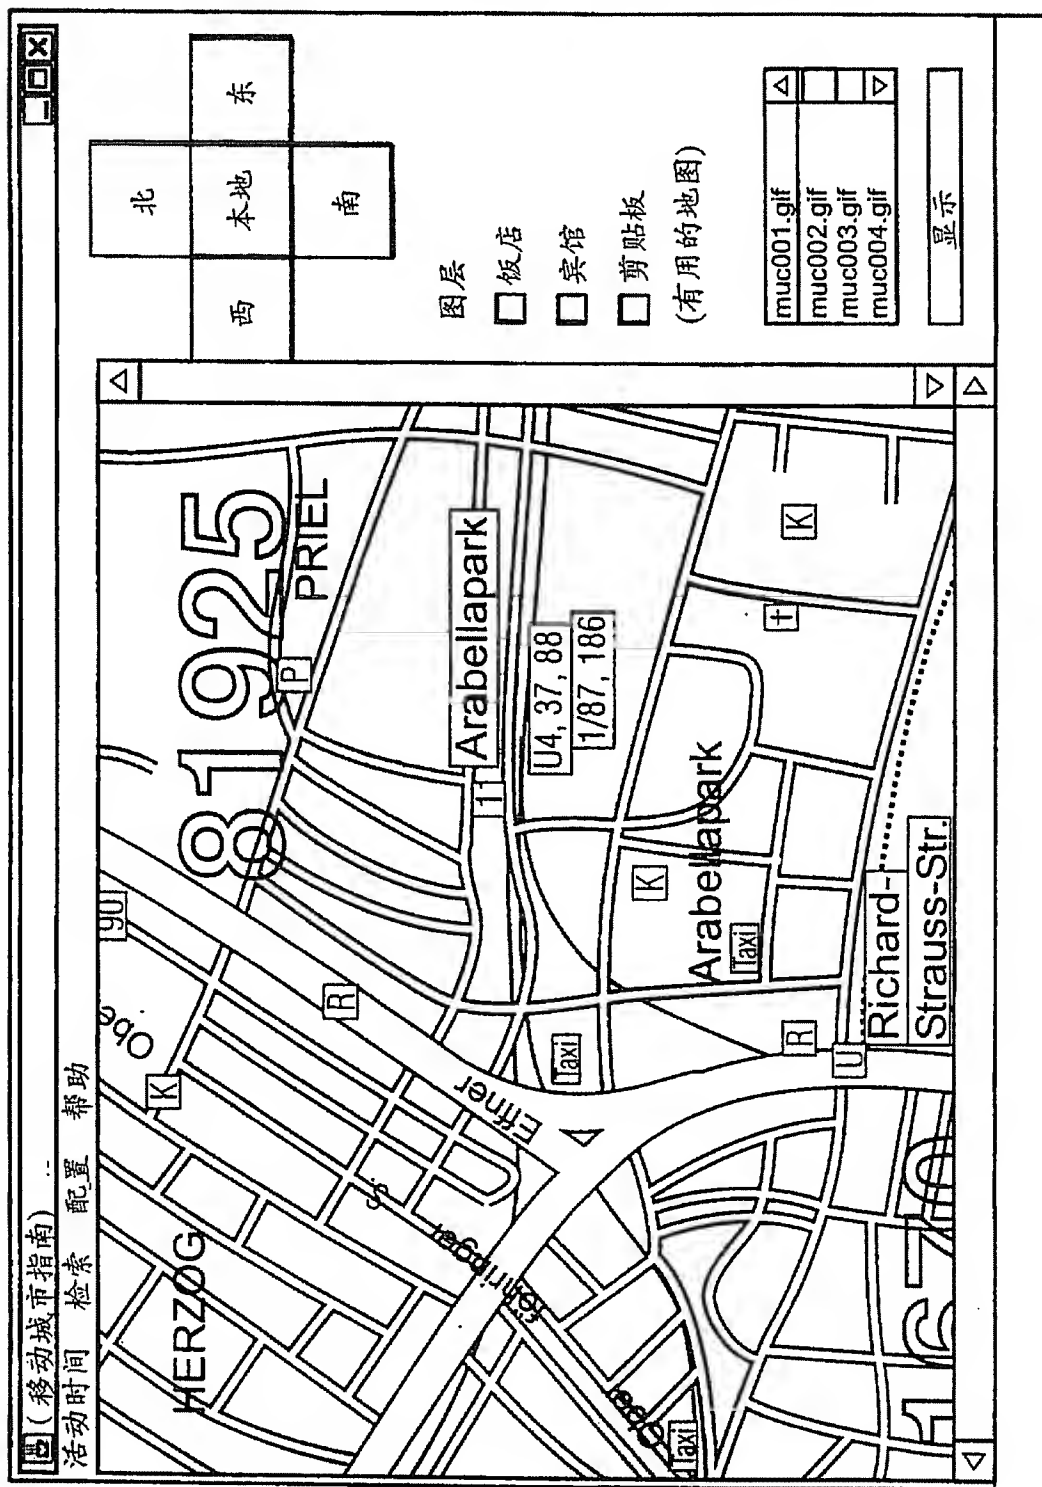 (移动城市指南)
活动时间 检索 配置 帮助
北
西 本地 东
南
图层
饭店
宾馆
剪贴板
(有用的地图)
muc001.gif
muc002.gif
muc003.gif
muc004.gif
显示
81925
PRIEL
P
90
Obe
K
R
HERZOG
S.
Effner
Arabellapark
U4, 37, 88
1/87, 186
Taxi
K
Arabellapark
Taxi
K
t
R
U
Richard-
Strauss-Str.
Ober
Taxi